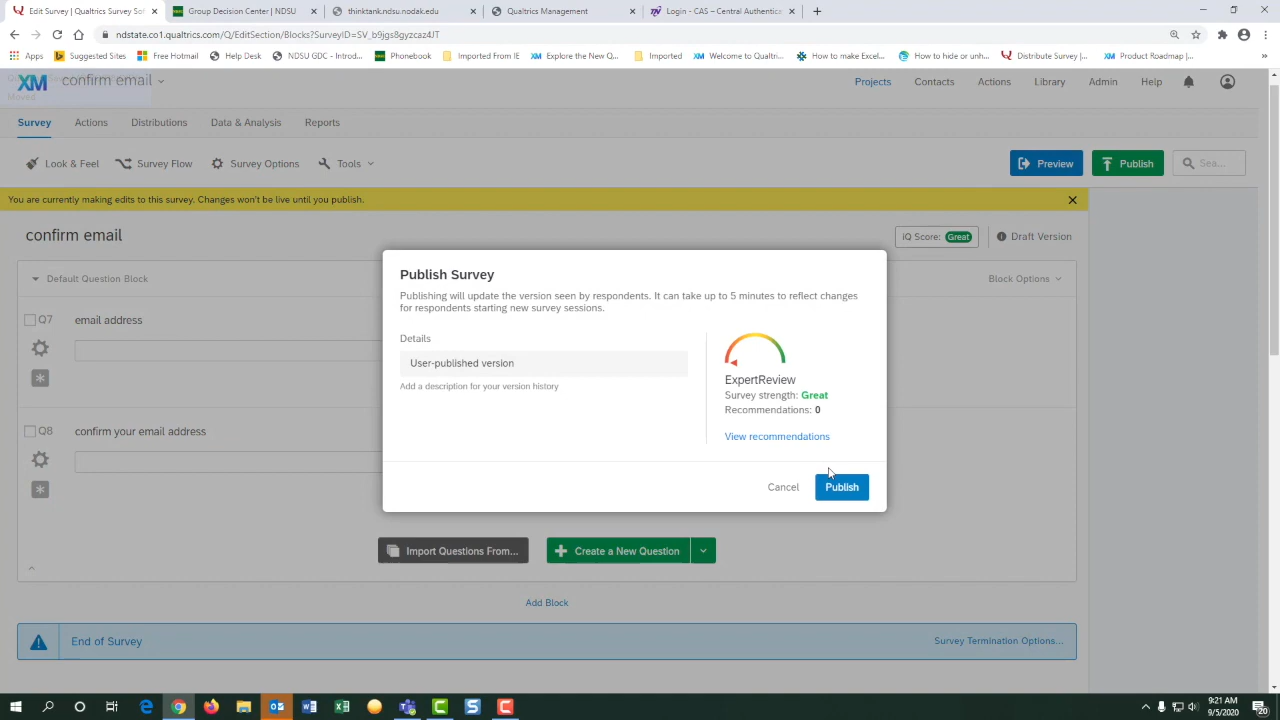 Edit Survey | Qualtrics Survey Sof
Group Decision Center | NDSU
thinktank.ndsu.nodak.edu
Qualtrics Management
Login - CAS – Central Authentica
ndstate.co1.qualtrics.com/Q/EditSection/Blocks?SurveyID=SV_b9jgs8gyzcaz4JT
Apps
Suggested Sites
Free Hotmail
Help Desk
NDSU GDC - Introd...
Phonebook
Imported From IE
Explore the New Q...
Imported
Welcome to Qualtri...
How to make Excel...
How to hide or unh...
Distribute Survey |...
Product Roadmap |...
XM
confirm email
Moved
Projects
Contacts
Actions
Library
Admin
Help
Survey
Actions
Distributions
Data & Analysis
Reports
Look & Feel
Survey Flow
Survey Options
Tools
Preview
Publish
Sea...
You are currently making edits to this survey. Changes won't be live until you publish.
confirm email
iQ Score: Great
Draft Version
Default Question Block
Block Options
Q7
email address
Q8
confirm your email address
Publish Survey
Publishing will update the version seen by respondents. It can take up to 5 minutes to reflect changes
for respondents starting new survey sessions.
Details
User-published version
Add a description for your version history
ExpertReview
Survey strength: Great
Recommendations: 0
View recommendations
Cancel
Publish
Import Questions From...
Create a New Question
Add Block
End of Survey
Survey Termination Options...
9:21 AM
9/5/2020
20